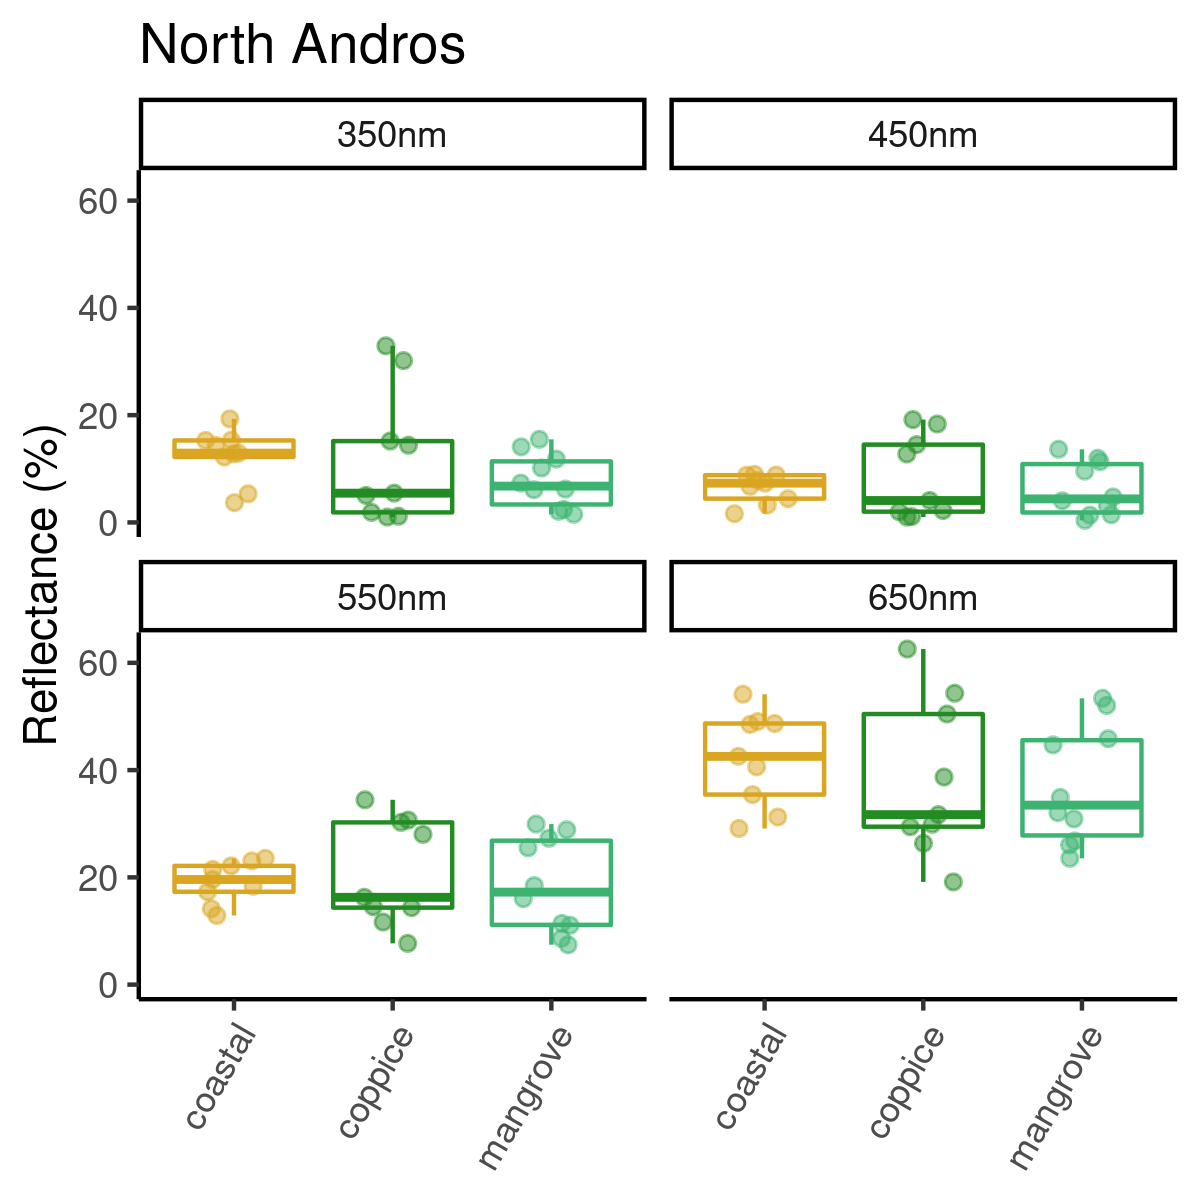 North Andros
350nm
450nm
60
40
20
0
550nm
650nm
60
40
20
0
Reflectance (%)
coastal
coppice
mangrove
coastal
coppice
mangrove